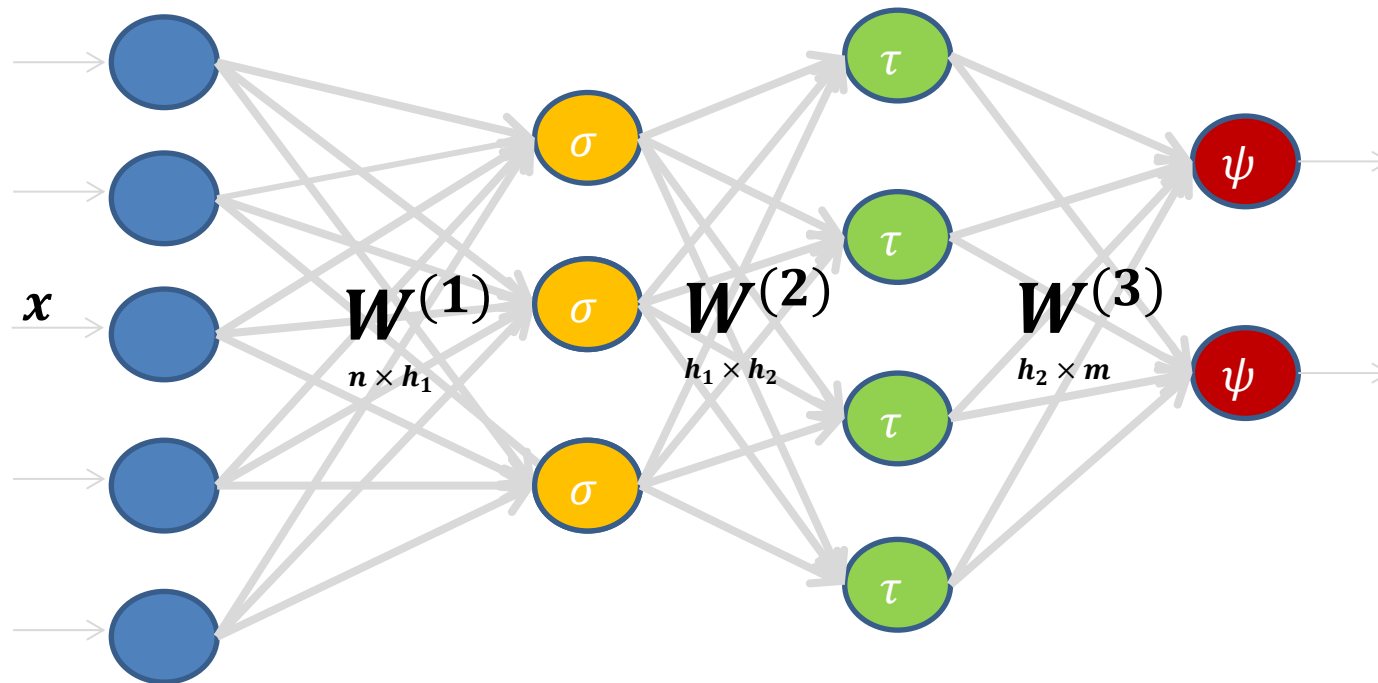 τ
σ
ψ
τ
x
W^(1)
n × h₁
σ
W^(2)
h₁ × h₂
W^(3)
h₂ × m
ψ
τ
σ
τ